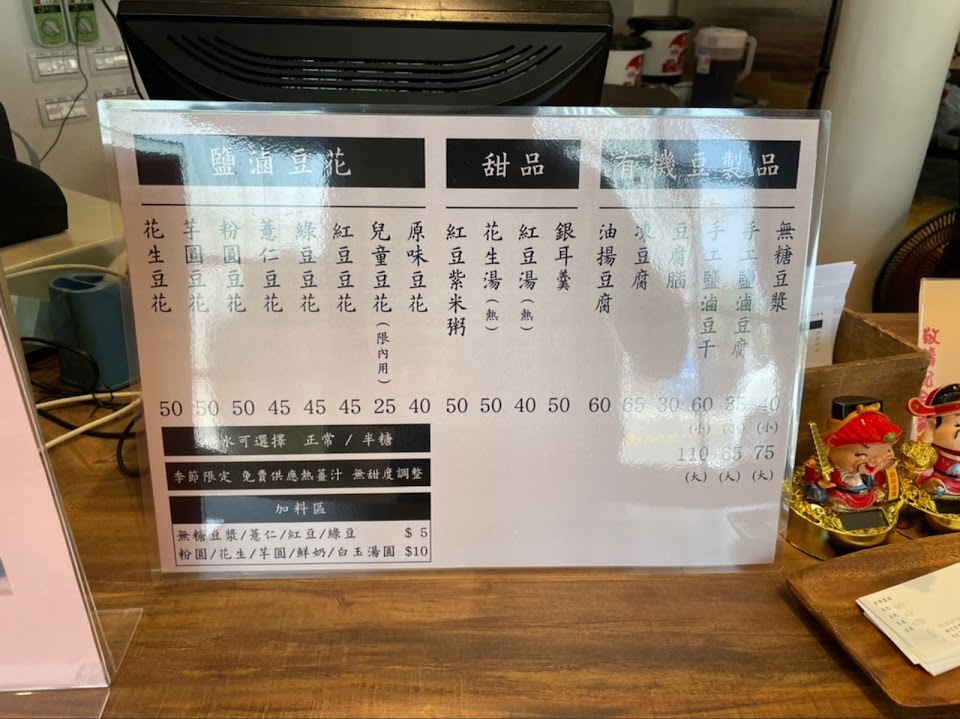 鹽滷豆花
原味豆花 40
兒童豆花(限內用) 25
紅豆豆花 45
綠豆豆花 45
薏仁豆花 45
粉圓豆花 50
芋圓豆花 50
花生豆花 50
甜品
銀耳羹 50
紅豆湯(熱) 40
花生湯(熱) 50
紅豆紫米粥 50
有機豆製品
無糖豆漿 40(小) 75(大)
手工鹽滷豆腐 35(小) 65(大)
手工鹽滷豆干 60(小) 110(大)
豆腐腦 30
凍豆腐 65
油揚豆腐 60
水可選擇 正常 / 半糖
季節限定 免費供應熱薑汁 無甜度調整
加料區
無糖豆漿/薏仁/紅豆/綠豆 $ 5
粉圓/花生/芋圓/鮮奶/白玉湯圓 $10